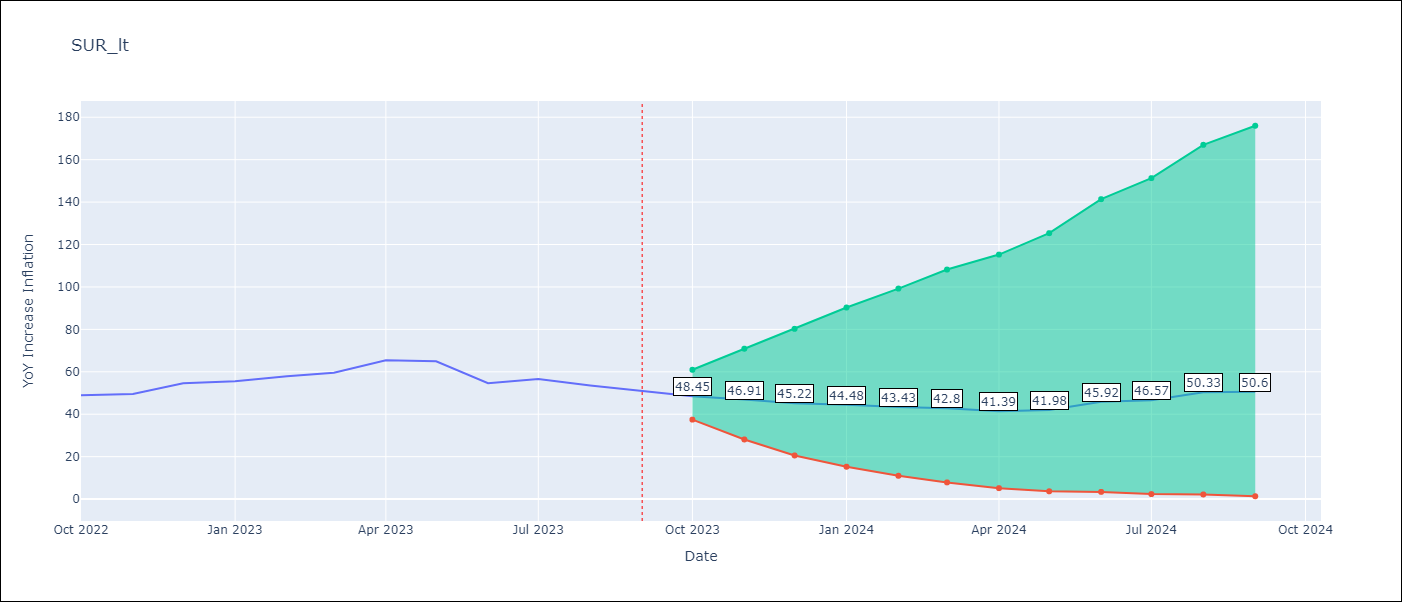 SUR_lt
YoY Increase Inflation
180
160
140
120
100
80
60
40
20
0
48.45
46.91
45.22
44.48
43.43
42.8
41.39
41.98
45.92
46.57
50.33
50.6
Oct 2022
Jan 2023
Apr 2023
Jul 2023
Oct 2023
Jan 2024
Apr 2024
Jul 2024
Oct 2024
Date